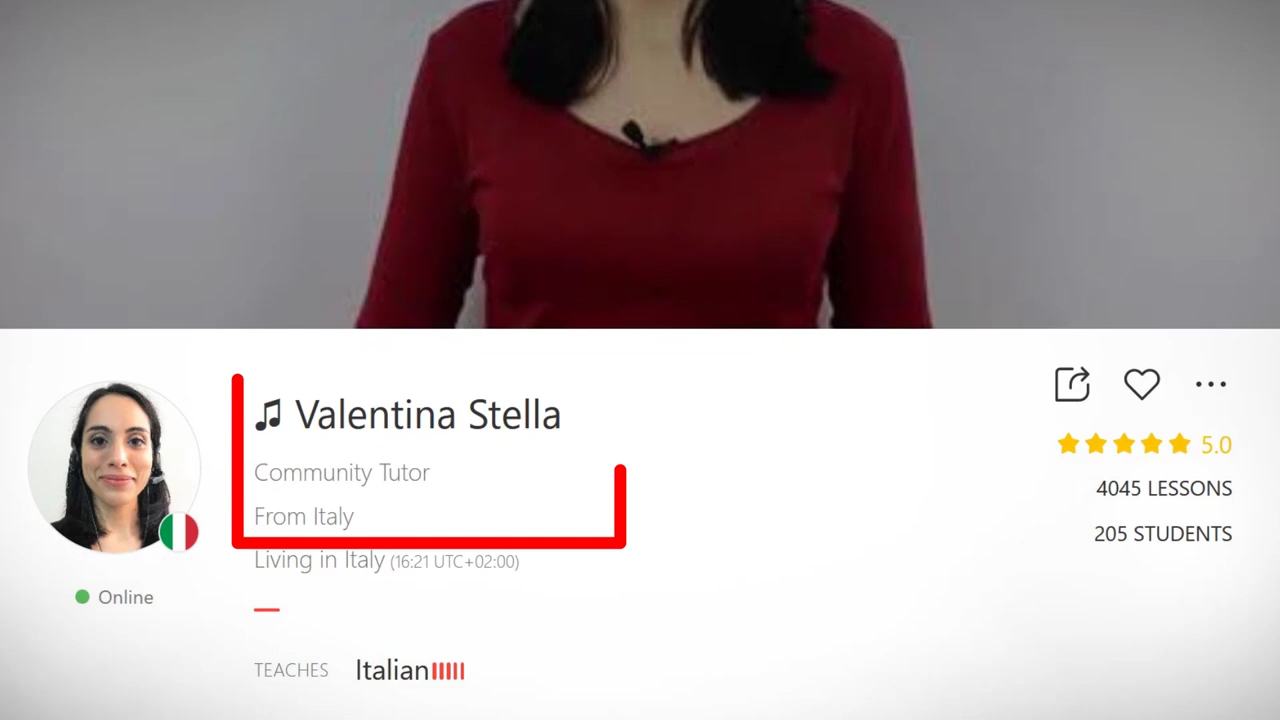 Valentina Stella
Community Tutor
From Italy
Living in Italy (16:21 UTC+02:00)
Online
TEACHES Italian
5.0
4045 LESSONS
205 STUDENTS